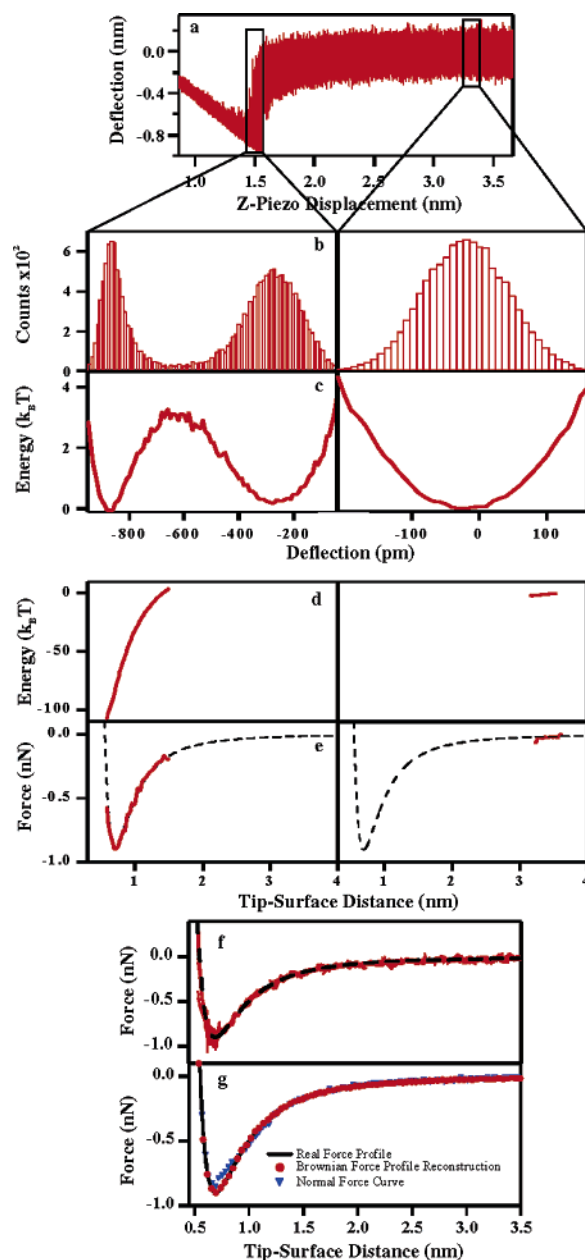 a
Deflection (nm)
0.0
-0.4
-0.8
1.0 1.5 2.0 2.5 3.0 3.5
Z-Piezo Displacement (nm)
b
Counts x10²
6
4
2
0
c
Energy (k_BT)
4
2
0
-800 -600 -400 -200 -100 0 100
Deflection (pm)
d
Energy (k_BT)
0
-50
-100
e
Force (nN)
0.0
-0.5
-1.0
1 2 3 4 1 2 3 4
Tip-Surface Distance (nm)
f
Force (nN)
0.0
-0.5
-1.0
g
Force (nN)
0.0
-0.5
-1.0
Real Force Profile
Brownian Force Profile Reconstruction
Normal Force Curve
0.5 1.0 1.5 2.0 2.5 3.0 3.5
Tip-Surface Distance (nm)